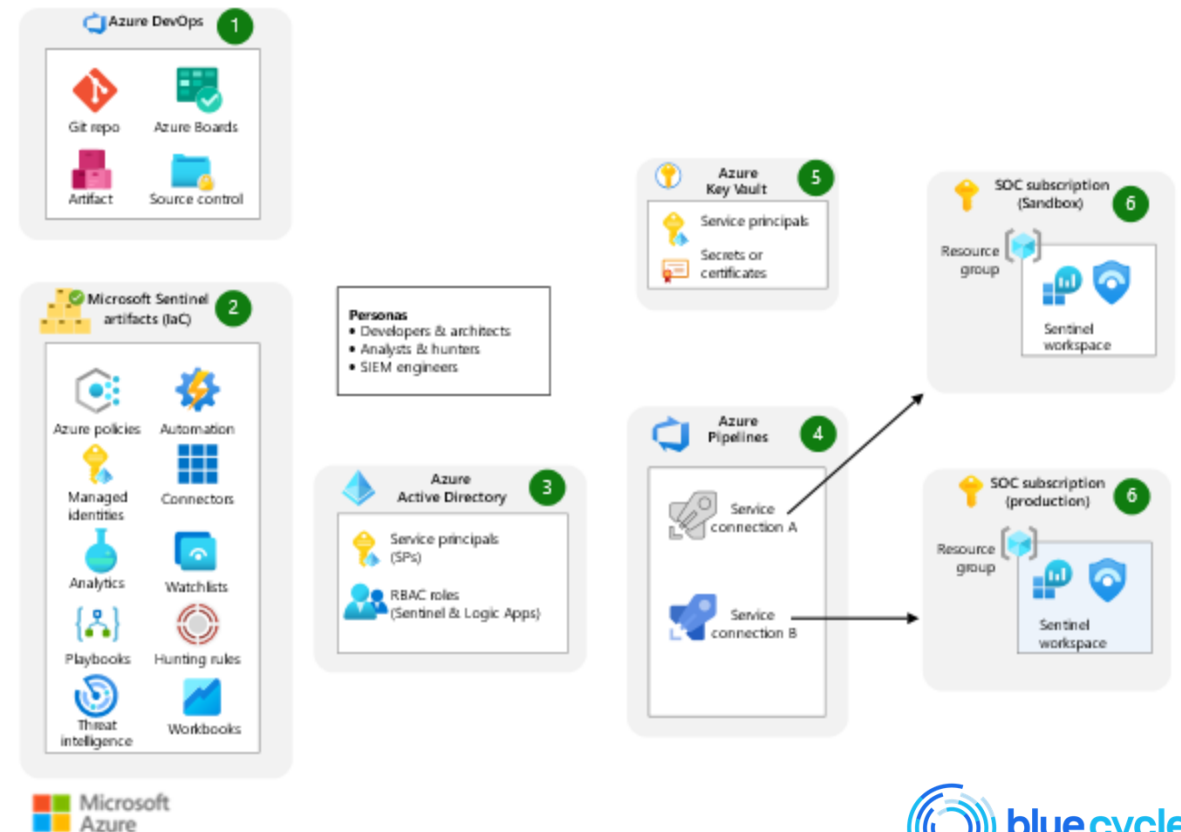 Azure DevOps
1
Git repo
Azure Boards
Artifact
Source control
Microsoft Sentinel
artifacts (IaC)
2
Azure policies
Automation
Managed
identities
Connectors
Analytics
Watchlists
Playbooks
Hunting rules
Threat
intelligence
Workbooks
Personas
• Developers & architects
• Analysts & hunters
• SIEM engineers
Azure
Active Directory
3
Service principals
(SPs)
RBAC roles
(Sentinel & Logic Apps)
Azure
Key Vault
5
Service principals
Secrets or
certificates
Azure
Pipelines
4
Service
connection A
Service
connection B
SOC subscription
(Sandbox)
6
Resource
group
Sentinel
workspace
SOC subscription
(production)
6
Resource
group
Sentinel
workspace
Microsoft
Azure
blue cycle